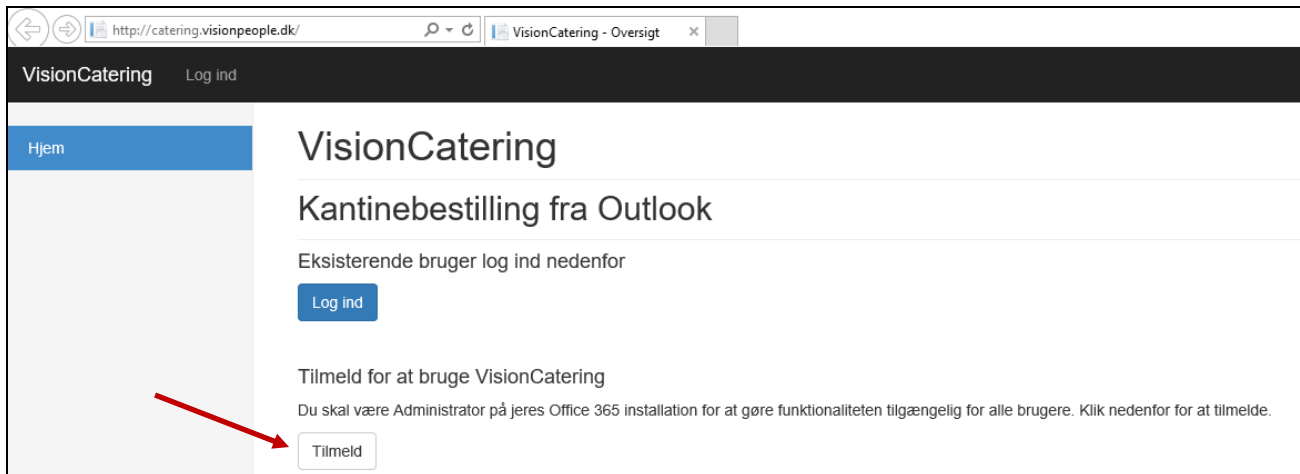 http://catering.visionpeople.dk/
VisionCatering - Oversigt
VisionCatering Log ind
Hjem
VisionCatering
Kantinebestilling fra Outlook
Eksisterende bruger log ind nedenfor
Log ind
Tilmeld for at bruge VisionCatering
Du skal være Administrator på jeres Office 365 installation for at gøre funktionaliteten tilgængelig for alle brugere. Klik nedenfor for at tilmelde.
Tilmeld